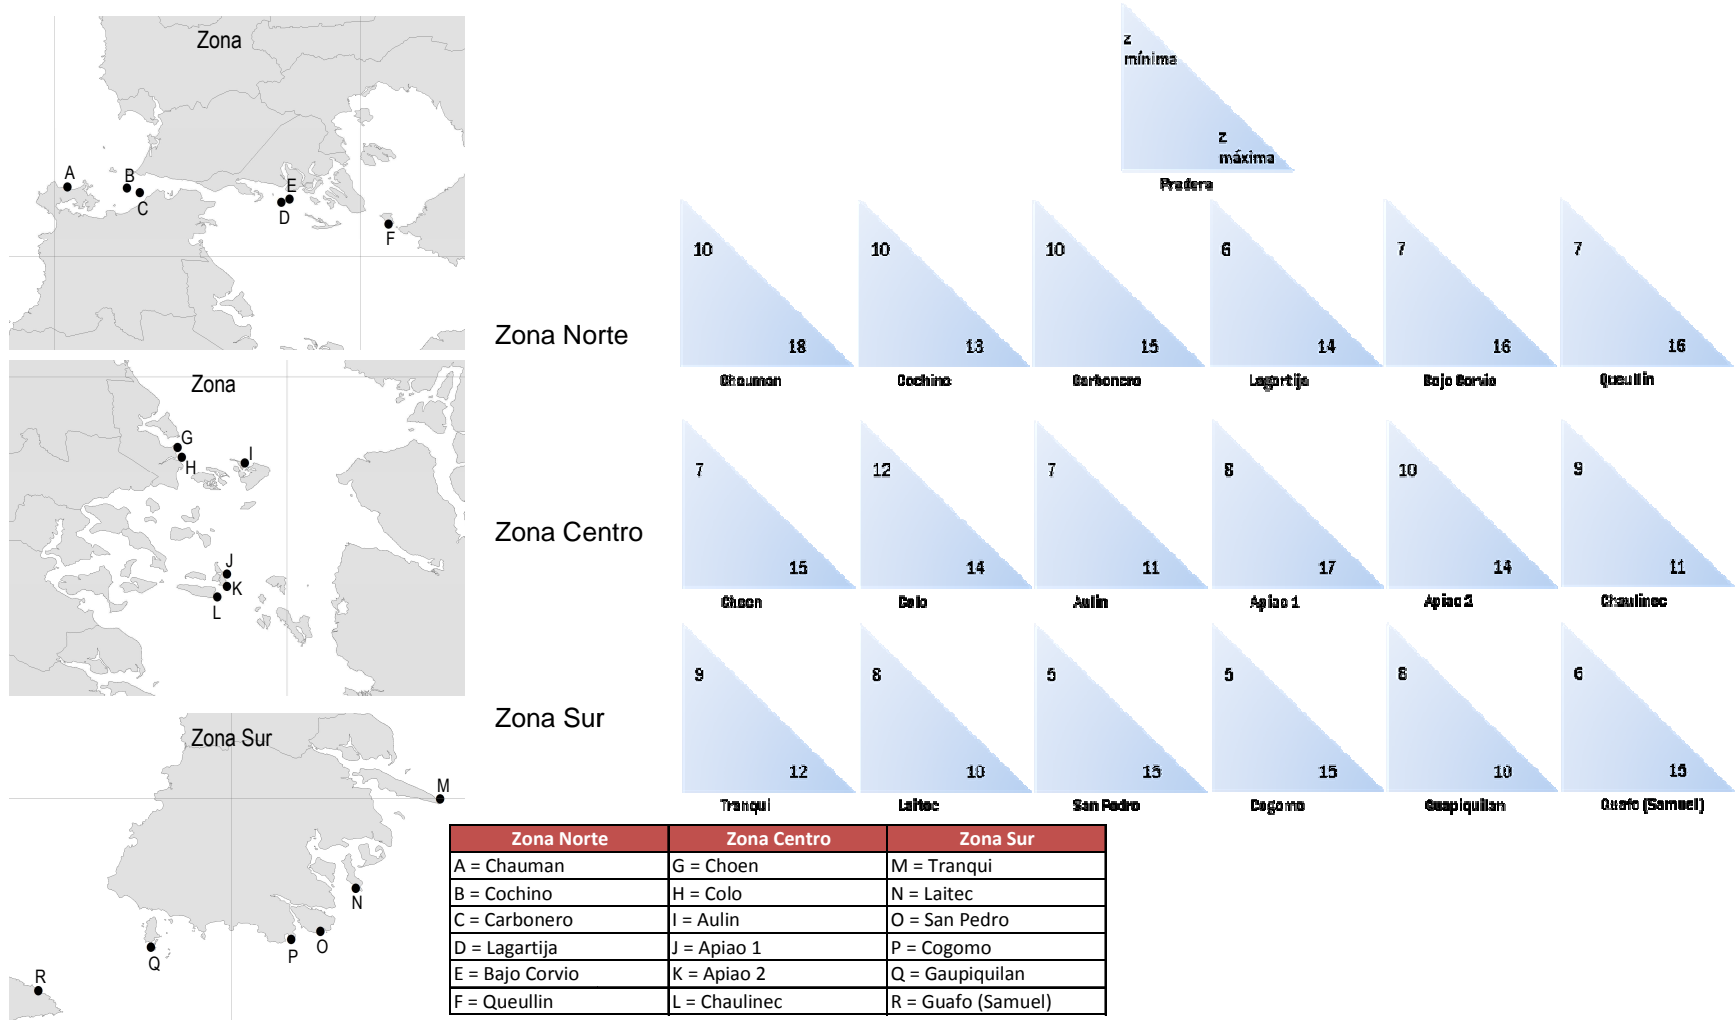 Zona
A
B
C
D
E
F
Zona
G
H
I
J
K
L
Zona Sur
M
N
O
P
Q
R
z
mínima
z
máxima
Pradera
Zona Norte
10
10
10
6
7
7
18
13
15
14
16
16
Chauman
Cochino
Carbonero
Lagartija
Bajo Corvio
Queullin
Zona Centro
7
12
7
8
10
9
15
14
11
17
14
11
Choen
Colo
Aulin
Apiao 1
Apiao 2
Chaulinec
Zona Sur
9
8
5
5
8
6
12
10
15
15
10
15
Tranqui
Laitec
San Pedro
Cogomo
Guapiquilan
Guafo (Samuel)
Zona Norte Zona Centro Zona Sur
A = Chauman G = Choen M = Tranqui
B = Cochino H = Colo N = Laitec
C = Carbonero I = Aulin O = San Pedro
D = Lagartija J = Apiao 1 P = Cogomo
E = Bajo Corvio K = Apiao 2 Q = Gaupiquilan
F = Queullin L = Chaulinec R = Guafo (Samuel)